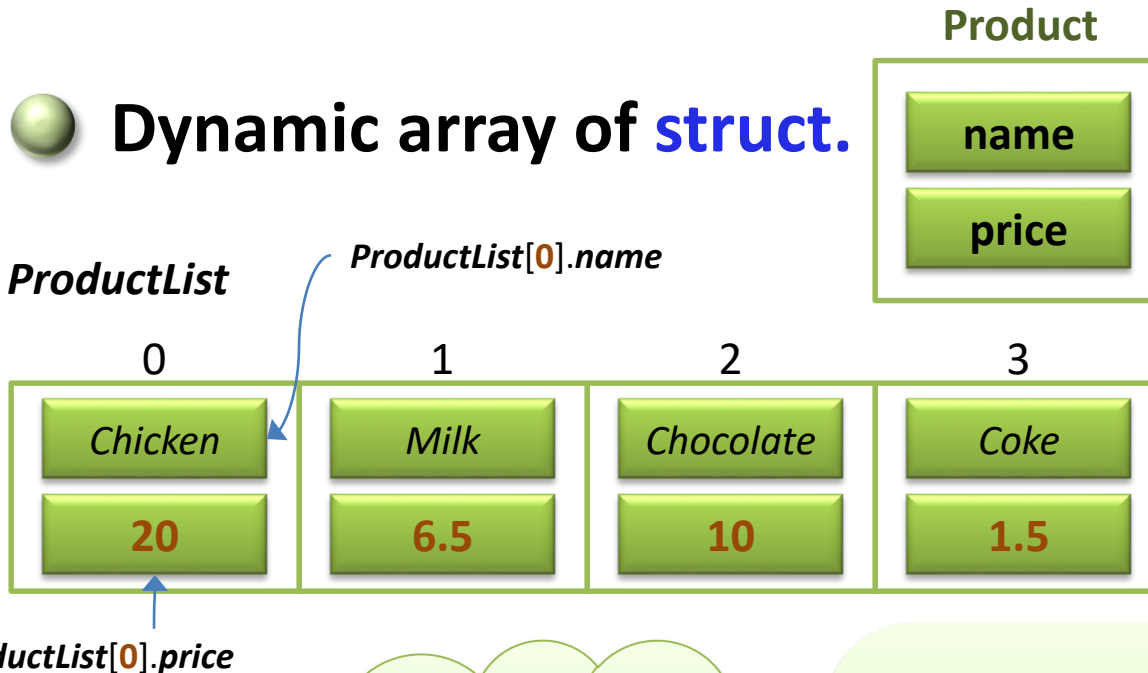 Product
Dynamic array of struct.
name
price
ProductList[0].name
ProductList
0 1 2 3
Chicken Milk Chocolate Coke
20 6.5 10 1.5
ductList[0].price